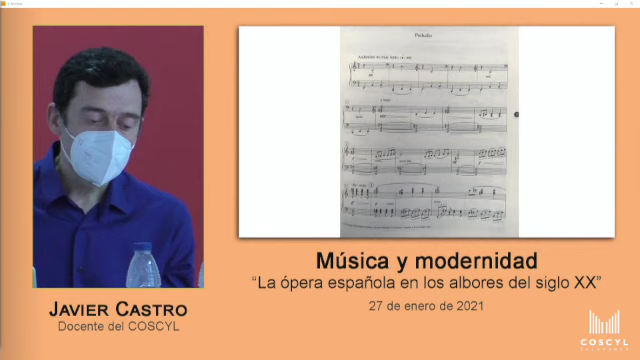 Preludio
Música y modernidad
“La ópera española en los albores del siglo XX”
27 de enero de 2021
JAVIER CASTRO
Docente del COSCYL
COSCYL
SALAMANCA